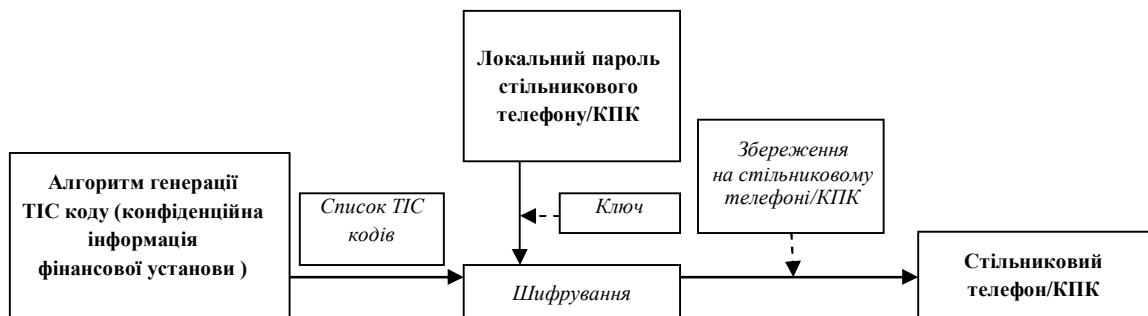 Локальний пароль
стільникового
телефону/КПК
Збереження
на стільниковому
телефоні/КПК
Алгоритм генерації
ТІС коду (конфіденційна
інформація
фінансової установи )
Список ТІС
кодів
Ключ
Шифрування
Стільниковий
телефон/КПК